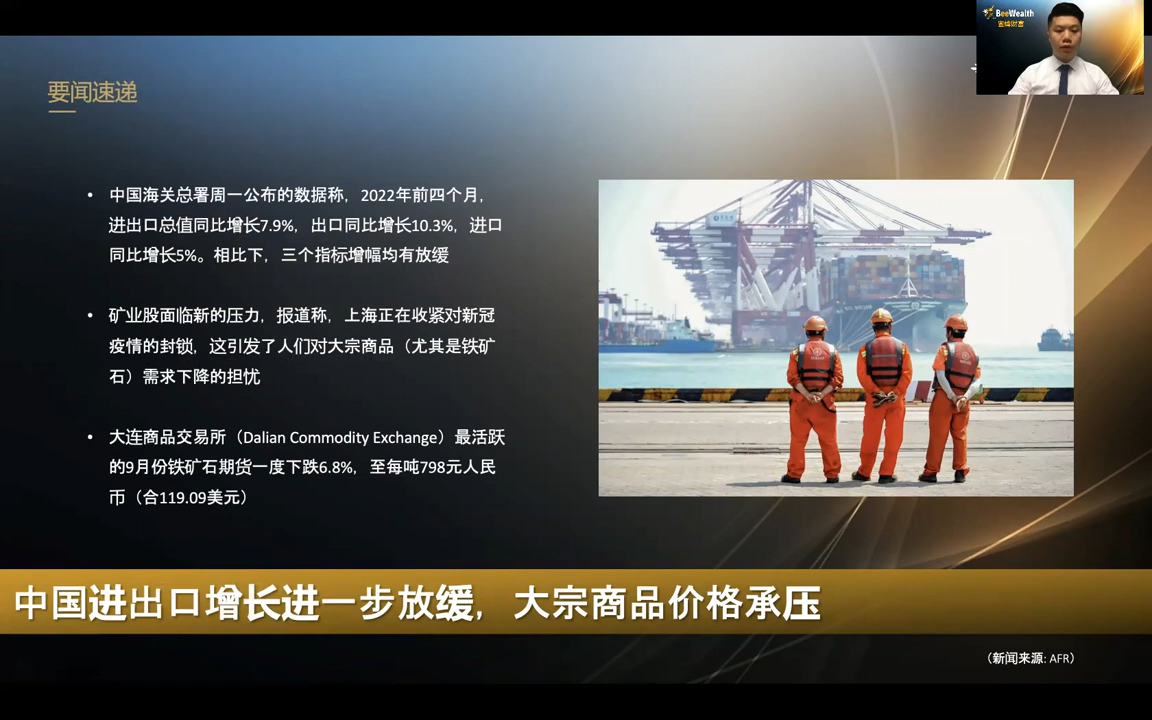 BeeWealth
蜜蜂财富
要闻速递
• 中国海关总署周一公布的数据称，2022年前四个月，
进出口总值同比增长7.9%，出口同比增长10.3%，进口
同比增长5%。相比下，三个指标增幅均有放缓
• 矿业股面临新的压力，报道称，上海正在收紧对新冠
疫情的封锁，这引发了人们对大宗商品（尤其是铁矿
石）需求下降的担忧
• 大连商品交易所（Dalian Commodity Exchange）最活跃
的9月份铁矿石期货一度下跌6.8%，至每吨798元人民
币（合119.09美元）
中国进出口增长进一步放缓，大宗商品价格承压
（新闻来源: AFR）